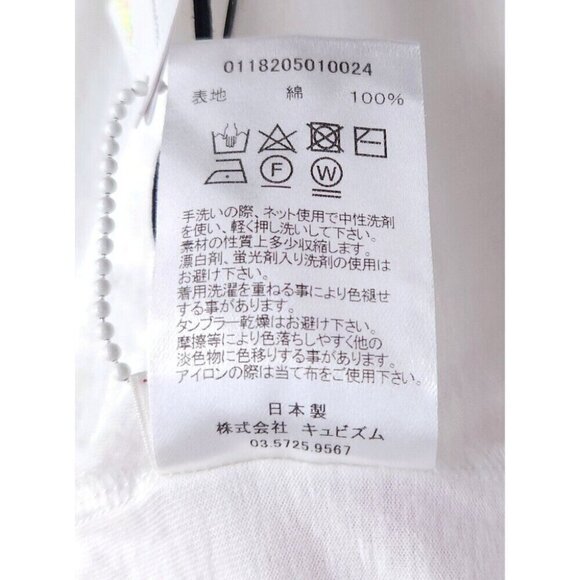 0118205010024
表地 綿 100%
F W
手洗いの際、ネット使用で中性洗剤
を使い、軽く押し洗いして下さい。
素材の性質上多少収縮します。
漂白剤、蛍光剤入り洗剤の使用は
お避け下さい。
着用洗濯を重ねる事により色褪せ
する事があります。
タンブラー乾燥はお避け下さい。
摩擦等により色落ちしやすく他の
淡色物に色移りする事があります。
アイロンの際は当て布をご使用下さい。
日本製
株式会社 キュビズム
03.5725.9567